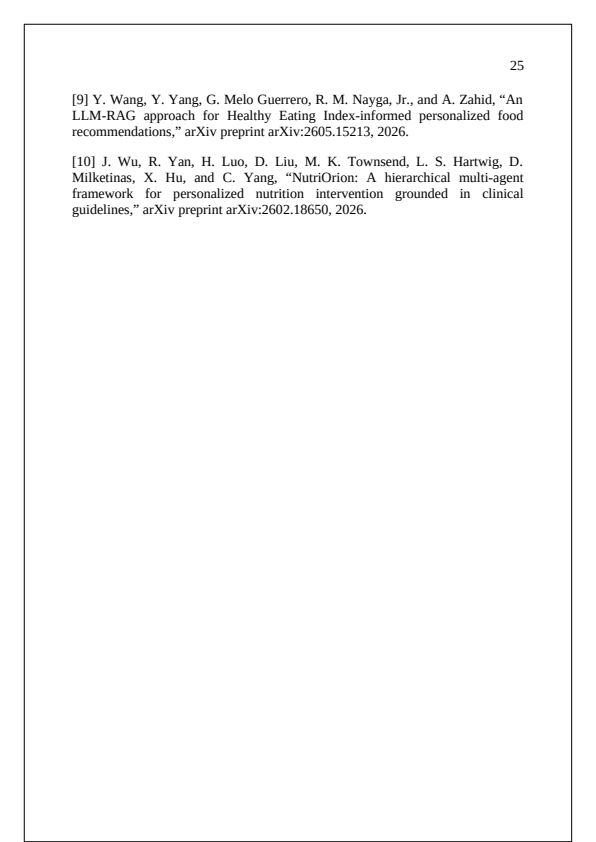 25
[9] Y. Wang, Y. Yang, G. Melo Guerrero, R. M. Nayga, Jr., and A. Zahid, “An
LLM-RAG approach for Healthy Eating Index-informed personalized food
recommendations,” arXiv preprint arXiv:2605.15213, 2026.
[10] J. Wu, R. Yan, H. Luo, D. Liu, M. K. Townsend, L. S. Hartwig, D.
Milketinas, X. Hu, and C. Yang, “NutriOrion: A hierarchical multi-agent
framework for personalized nutrition intervention grounded in clinical
guidelines,” arXiv preprint arXiv:2602.18650, 2026.